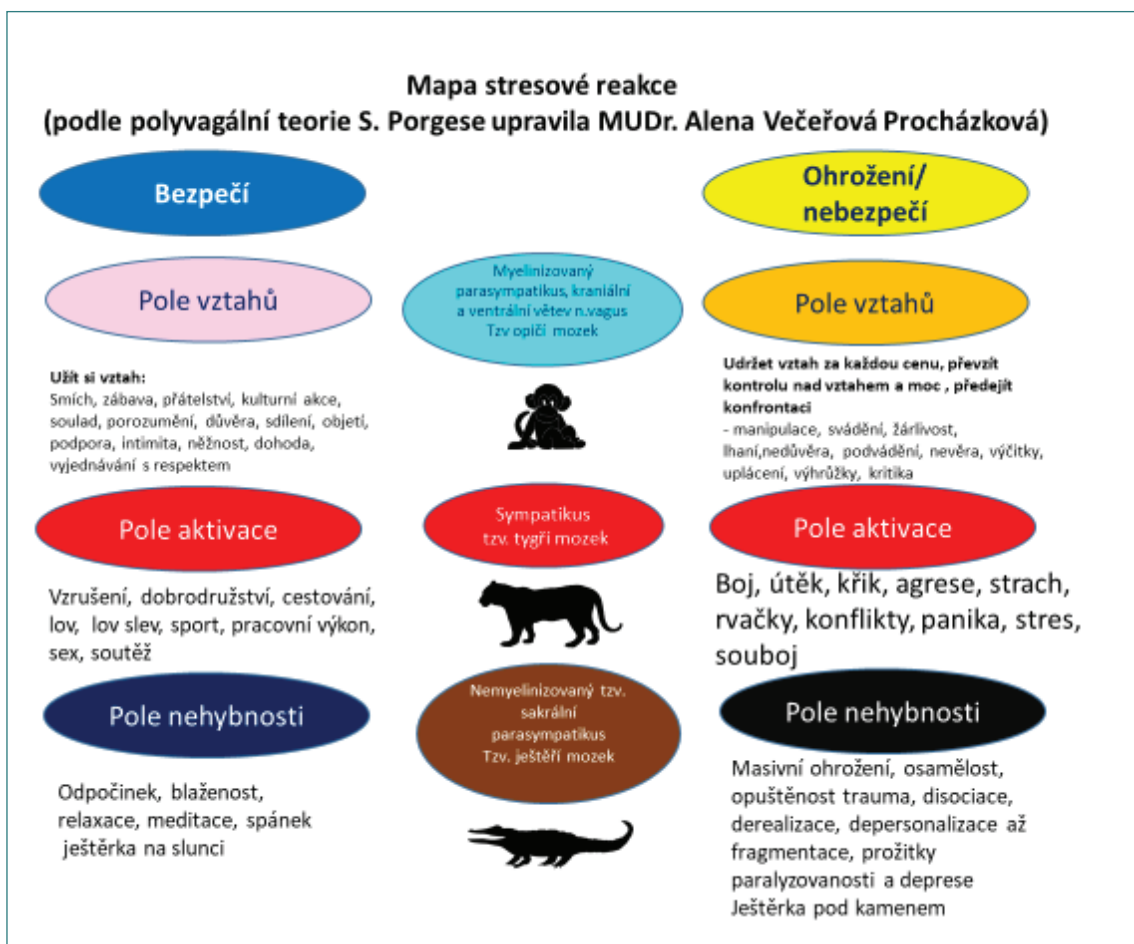 Mapa stresové reakce
(podle polyvagální teorie S. Porgese upravila MUDr. Alena Večeřová Procházková)
Bezpečí
Ohrožení/
nebezpečí
Pole vztahů
Myelinizovaný
parasympatikus, kraniální
a ventrální větev n.vagus
Tzv opičí mozek
Pole vztahů
Užít si vztah:
Smích, zábava, přátelství, kulturní akce,
soulad, porozumění, důvěra, sdílení, objetí,
podpora, intimita, něžnost, dohoda,
vyjednávání s respektem
Udržet vztah za každou cenu, převzít
kontrolu nad vztahem a moc , předejít
konfrontaci
- manipulace, svádění, žárlivost,
lhaní,nedůvěra, podvádění, nevěra, výčitky,
uplácení, výhrůžky, kritika
Pole aktivace
Sympatikus
tzv. tygří mozek
Pole aktivace
Vzrušení, dobrodružství, cestování,
lov, lov slev, sport, pracovní výkon,
sex, soutěž
Boj, útěk, křik, agrese, strach,
rvačky, konflikty, panika, stres,
souboj
Pole nehybnosti
Nemyelinizovaný tzv.
sakrální
parasympatikus
Tzv. ještěří mozek
Pole nehybnosti
Odpočinek, blaženost,
relaxace, meditace, spánek
ještěrka na slunci
Masivní ohrožení, osamělost,
opuštěnost trauma, disociace,
derealizace, depersonalizace až
fragmentace, prožitky
paralyzovanosti a deprese
Ještěrka pod kamenem